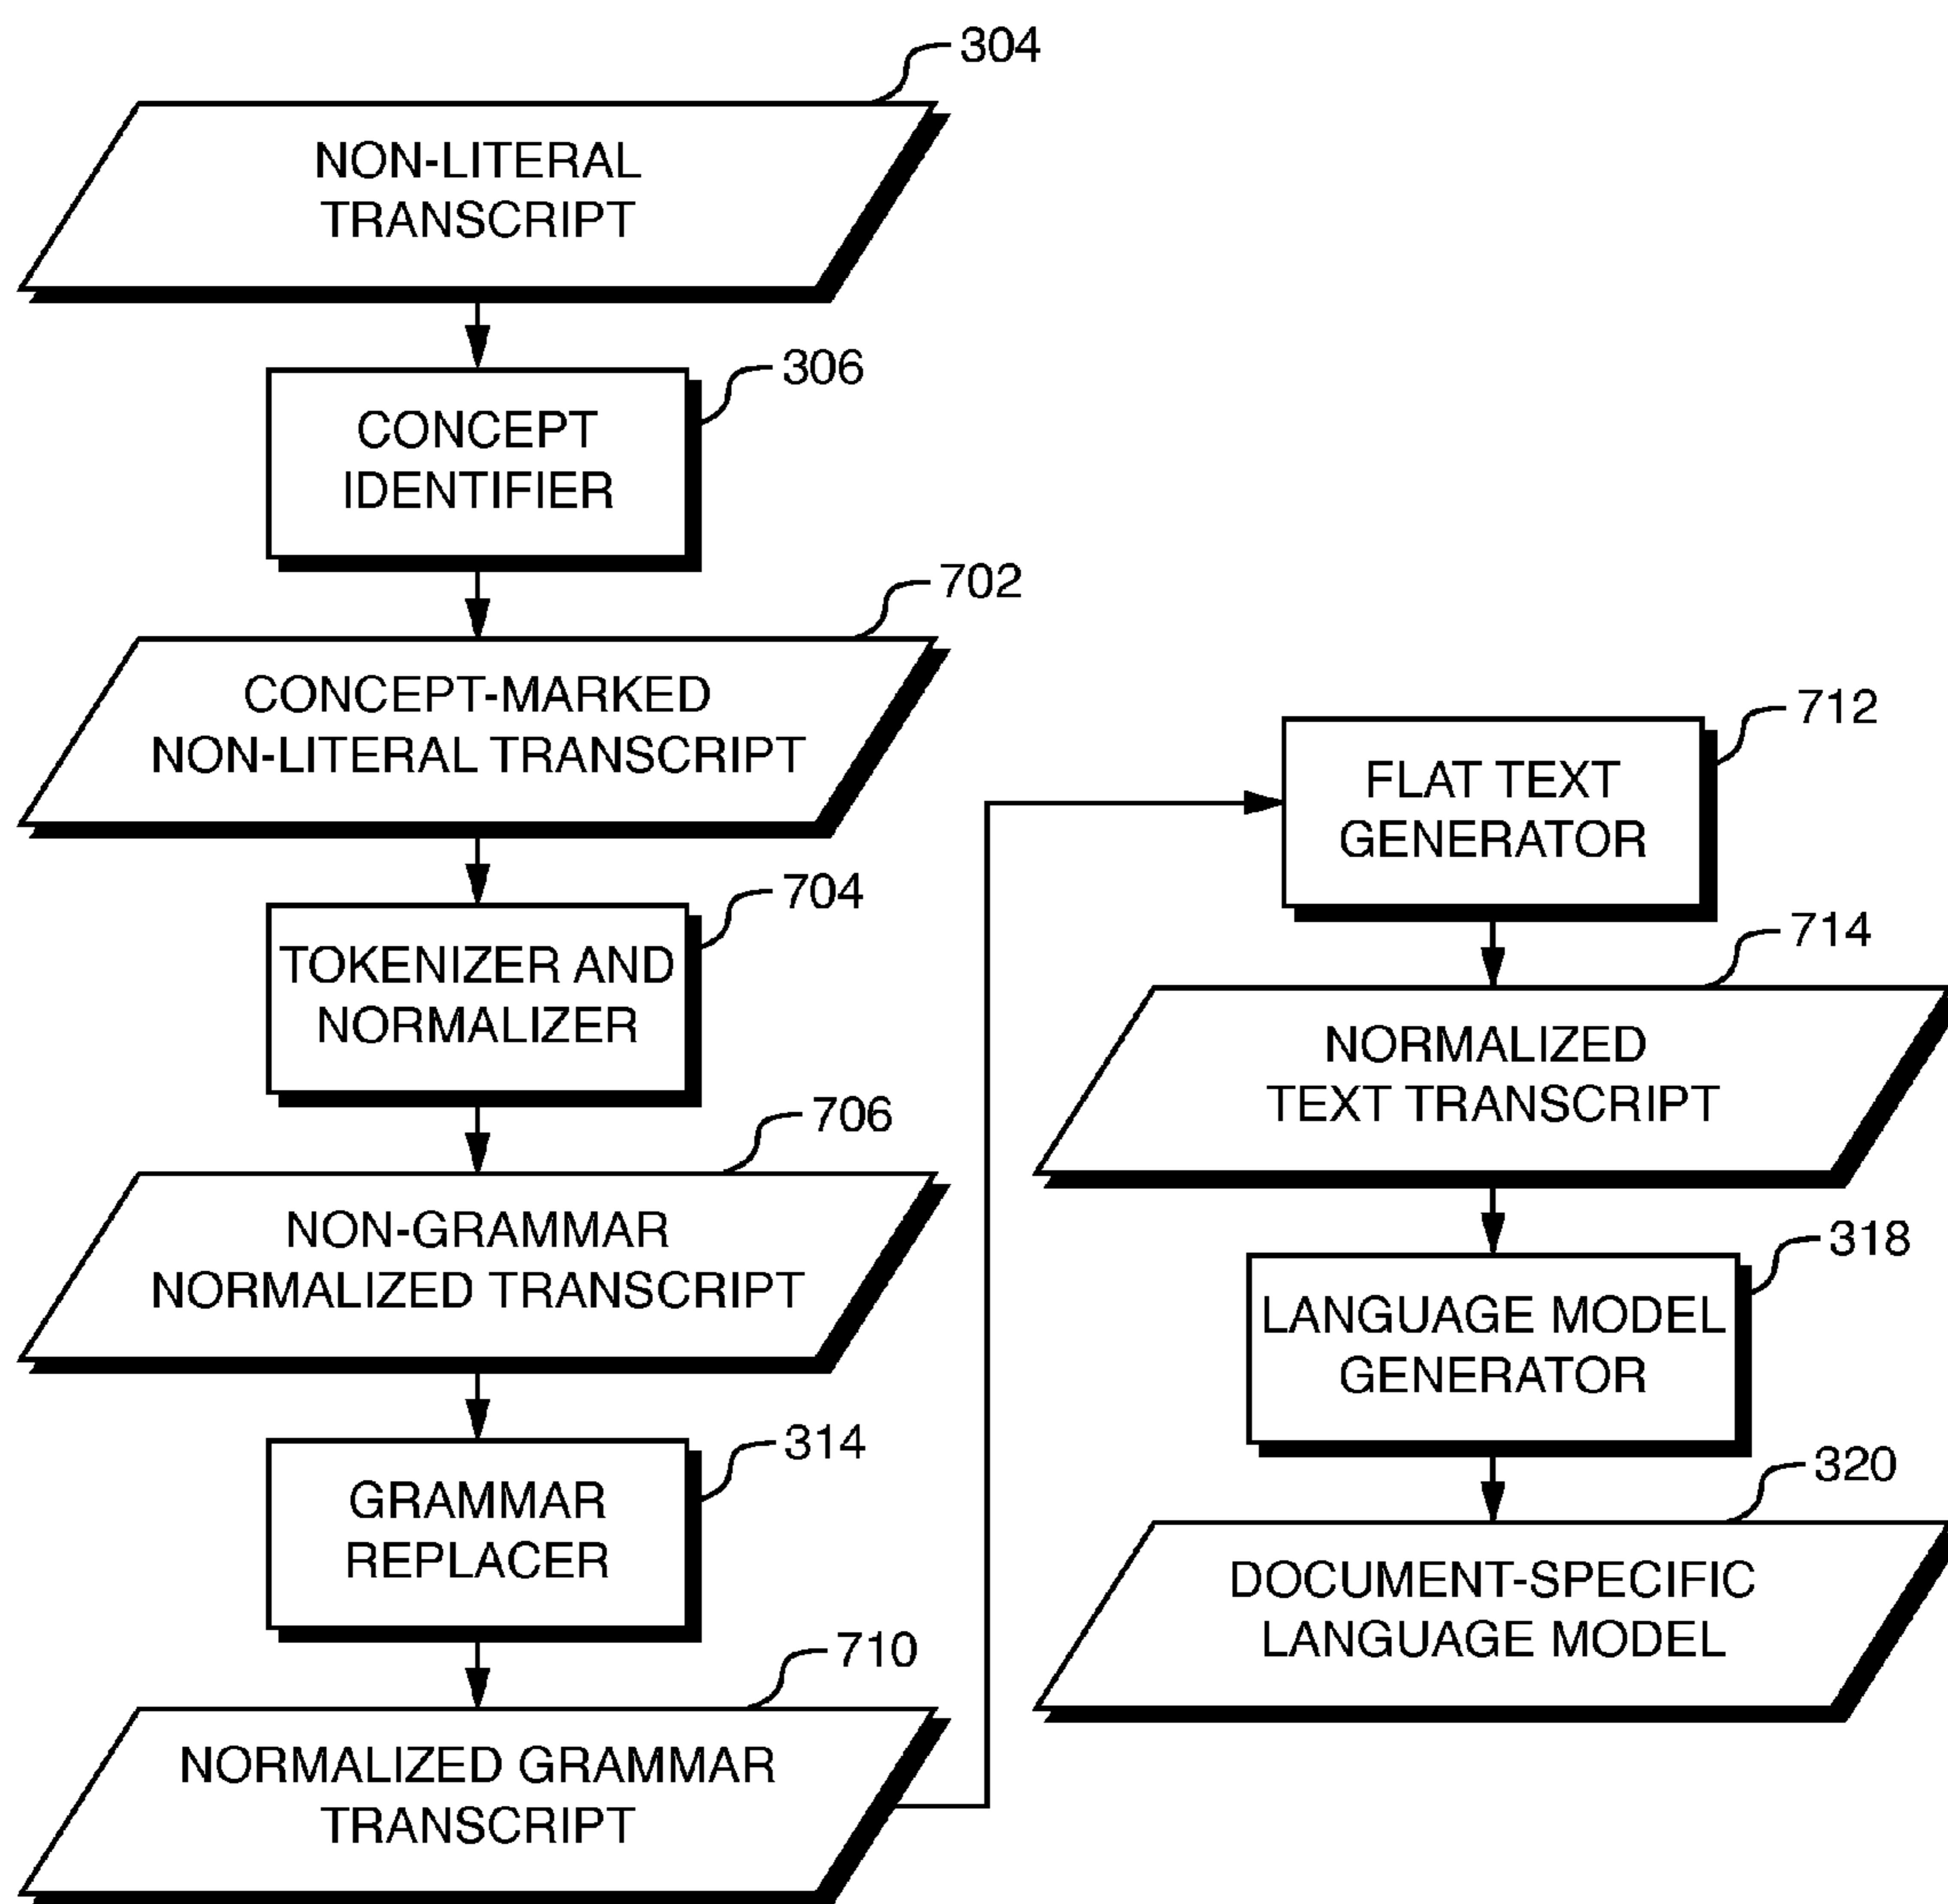 304
NON-LITERAL
TRANSCRIPT
306
CONCEPT
IDENTIFIER
702
CONCEPT-MARKED
NON-LITERAL TRANSCRIPT
704
TOKENIZER AND
NORMALIZER
706
NON-GRAMMAR
NORMALIZED TRANSCRIPT
314
GRAMMAR
REPLACER
710
NORMALIZED GRAMMAR
TRANSCRIPT
712
FLAT TEXT
GENERATOR
714
NORMALIZED
TEXT TRANSCRIPT
318
LANGUAGE MODEL
GENERATOR
320
DOCUMENT-SPECIFIC
LANGUAGE MODEL